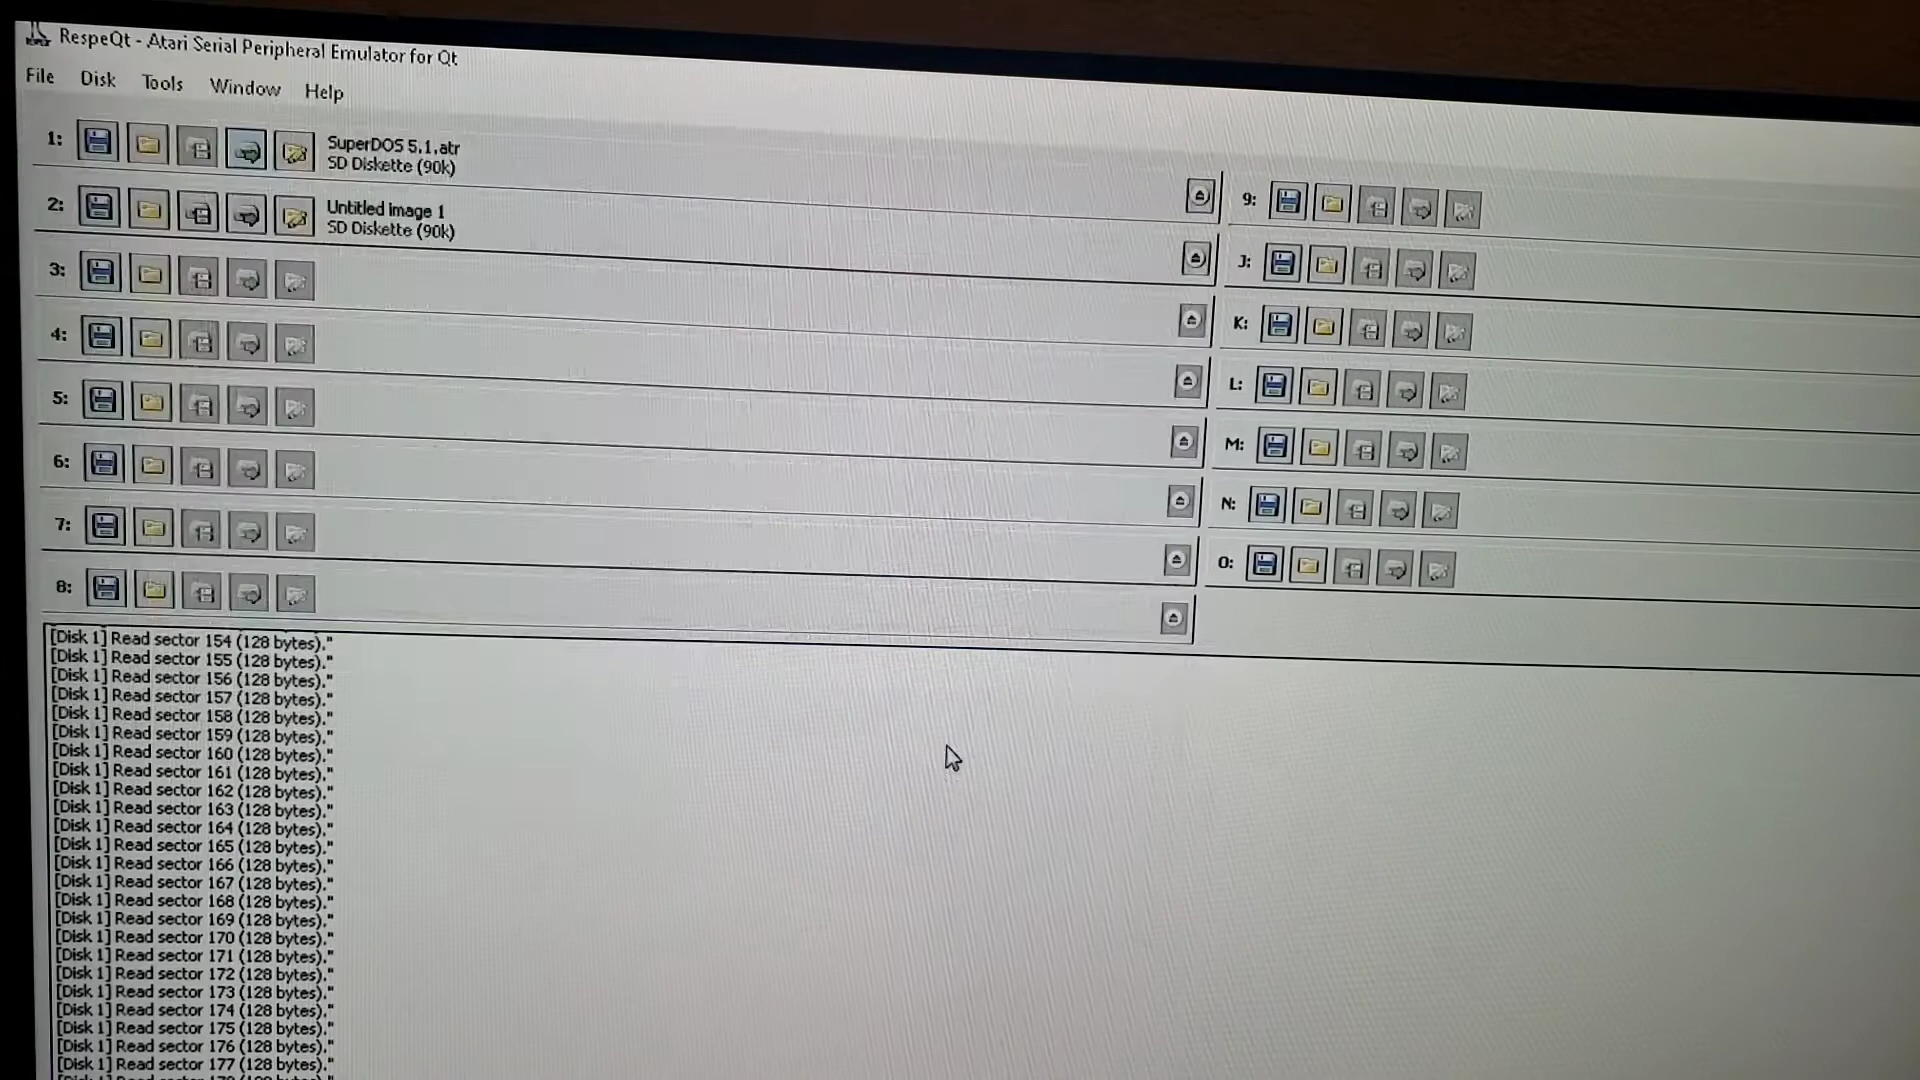 RespeQt - Atari Serial Peripheral Emulator for Qt
File Disk Tools Window Help
1: SuperDOS 5.1.atr
SD Diskette (90k)
2: Untitled image 1
SD Diskette (90k)
3:
4:
5:
6:
7:
8:
9:
J:
K:
L:
M:
N:
O:
[Disk 1] Read sector 154 (128 bytes)."
[Disk 1] Read sector 155 (128 bytes)."
[Disk 1] Read sector 156 (128 bytes)."
[Disk 1] Read sector 157 (128 bytes)."
[Disk 1] Read sector 158 (128 bytes)."
[Disk 1] Read sector 159 (128 bytes)."
[Disk 1] Read sector 160 (128 bytes)."
[Disk 1] Read sector 161 (128 bytes)."
[Disk 1] Read sector 162 (128 bytes)."
[Disk 1] Read sector 163 (128 bytes)."
[Disk 1] Read sector 164 (128 bytes)."
[Disk 1] Read sector 165 (128 bytes)."
[Disk 1] Read sector 166 (128 bytes)."
[Disk 1] Read sector 167 (128 bytes)."
[Disk 1] Read sector 168 (128 bytes)."
[Disk 1] Read sector 169 (128 bytes)."
[Disk 1] Read sector 170 (128 bytes)."
[Disk 1] Read sector 171 (128 bytes)."
[Disk 1] Read sector 172 (128 bytes)."
[Disk 1] Read sector 173 (128 bytes)."
[Disk 1] Read sector 174 (128 bytes)."
[Disk 1] Read sector 175 (128 bytes)."
[Disk 1] Read sector 176 (128 bytes)."
[Disk 1] Read sector 177 (128 bytes)."